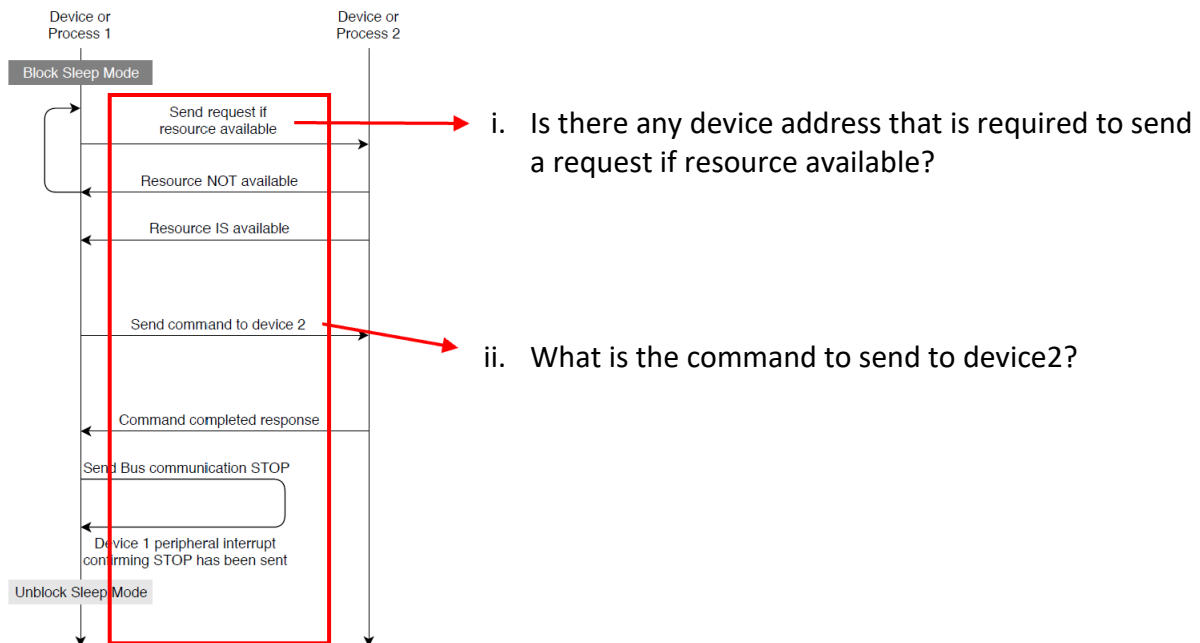 Device or
Process 1
Device or
Process 2
Block Sleep Mode
Send request if
resource available
i. Is there any device address that is required to send
a request if resource available?
Resource NOT available
Resource IS available
Send command to device 2
ii. What is the command to send to device2?
Command completed response
Send Bus communication STOP
Device 1 peripheral interrupt
confirming STOP has been sent
Unblock Sleep Mode